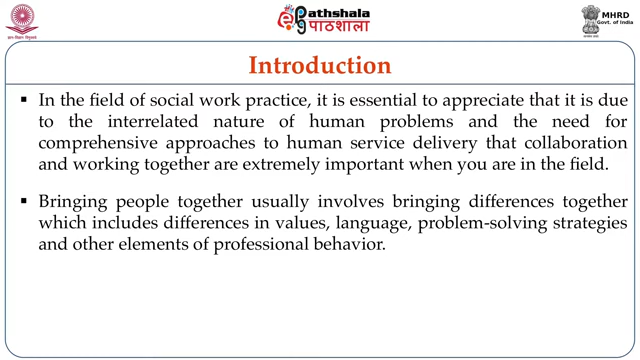 Pathshala
पाठशाला
MHRD
Govt. of India
Introduction
▪ In the field of social work practice, it is essential to appreciate that it is due
to the interrelated nature of human problems and the need for
comprehensive approaches to human service delivery that collaboration
and working together are extremely important when you are in the field.
▪ Bringing people together usually involves bringing differences together
which includes differences in values, language, problem-solving strategies
and other elements of professional behavior.